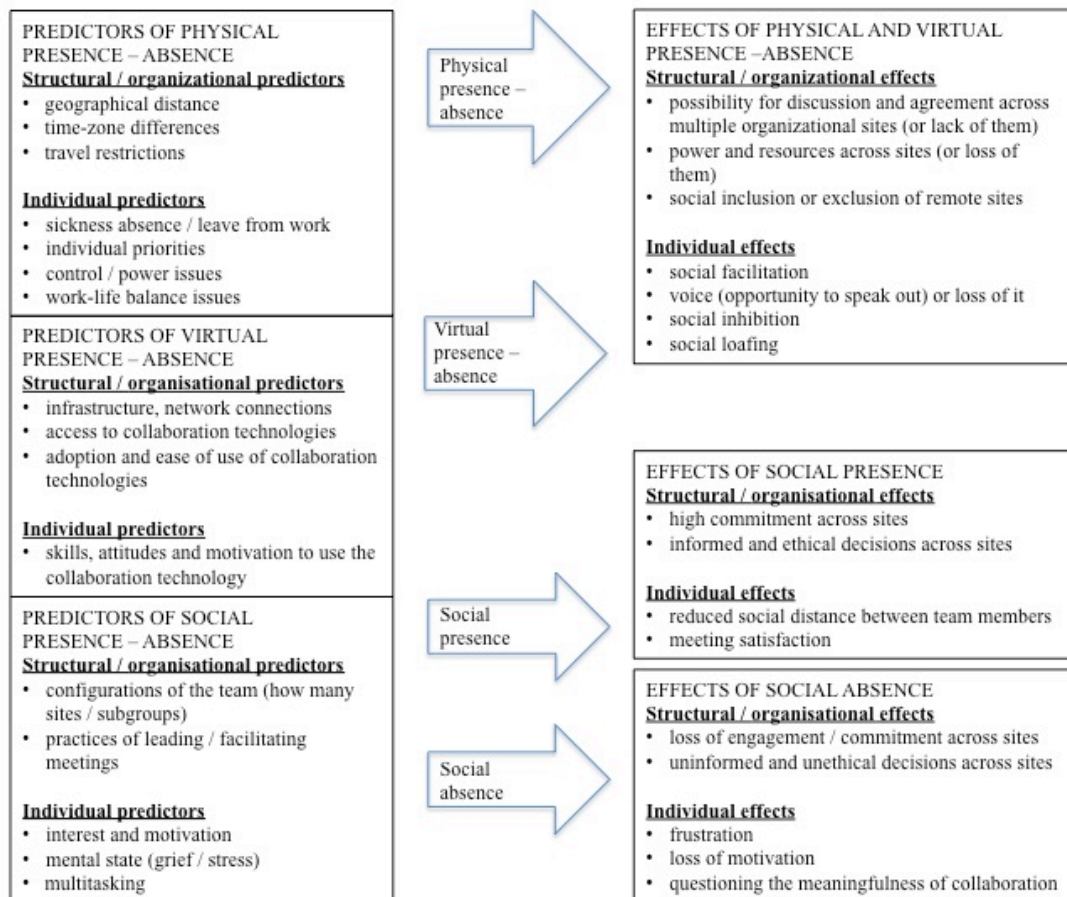 PREDICTORS OF PHYSICAL
PRESENCE – ABSENCE
Structural / organizational predictors
• geographical distance
• time-zone differences
• travel restrictions
Individual predictors
• sickness absence / leave from work
• individual priorities
• control / power issues
• work-life balance issues
PREDICTORS OF VIRTUAL
PRESENCE – ABSENCE
Structural / organisational predictors
• infrastructure, network connections
• access to collaboration technologies
• adoption and ease of use of collaboration
technologies
Individual predictors
• skills, attitudes and motivation to use the
collaboration technology
PREDICTORS OF SOCIAL
PRESENCE – ABSENCE
Structural / organisational predictors
• configurations of the team (how many
sites / subgroups)
• practices of leading / facilitating
meetings
Individual predictors
• interest and motivation
• mental state (grief / stress)
• multitasking
Physical
presence –
absence
Virtual
presence –
absence
Social
presence
Social
absence
EFFECTS OF PHYSICAL AND VIRTUAL
PRESENCE –ABSENCE
Structural / organizational effects
• possibility for discussion and agreement across
multiple organizational sites (or lack of them)
• power and resources across sites (or loss of
them)
• social inclusion or exclusion of remote sites
Individual effects
• social facilitation
• voice (opportunity to speak out) or loss of it
• social inhibition
• social loafing
EFFECTS OF SOCIAL PRESENCE
Structural / organisational effects
• high commitment across sites
• informed and ethical decisions across sites
Individual effects
• reduced social distance between team members
• meeting satisfaction
EFFECTS OF SOCIAL ABSENCE
Structural / organisational effects
• loss of engagement / commitment across sites
• uninformed and unethical decisions across sites
Individual effects
• frustration
• loss of motivation
• questioning the meaningfulness of collaboration